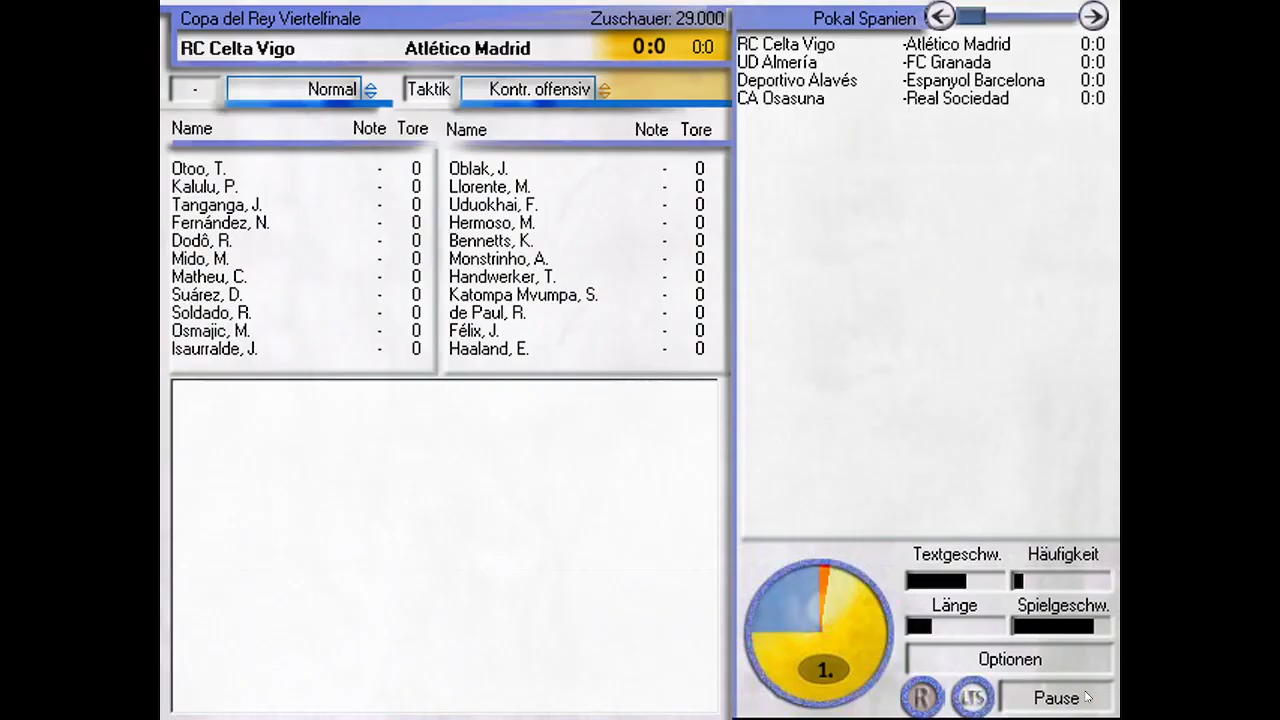 Copa del Rey Viertelfinale Zuschauer: 29.000
RC Celta Vigo Atlético Madrid 0:0 0:0
- Normal Taktik Kontr. offensiv
Name Note Tore Name Note Tore
Otoo, T. - 0 Oblak, J. - 0
Kalulu, P. - 0 Llorente, M. - 0
Tanganga, J. - 0 Uduokhai, F. - 0
Fernández, N. - 0 Hermoso, M. - 0
Dodô, R. - 0 Bennetts, K. - 0
Mido, M. - 0 Monstrinho, A. - 0
Matheu, C. - 0 Handwerker, T. - 0
Suárez, D. - 0 Katompa Mvumpa, S. - 0
Soldado, R. - 0 de Paul, R. - 0
Osmajic, M. - 0 Félix, J. - 0
Isaurralde, J. - 0 Haaland, E. - 0
Pokal Spanien
RC Celta Vigo -Atlético Madrid 0:0
UD Almería -FC Granada 0:0
Deportivo Alavés -Espanyol Barcelona 0:0
CA Osasuna -Real Sociedad 0:0
Textgeschw. Häufigkeit
Länge Spielgeschw.
Optionen
1.
R LTS Pause